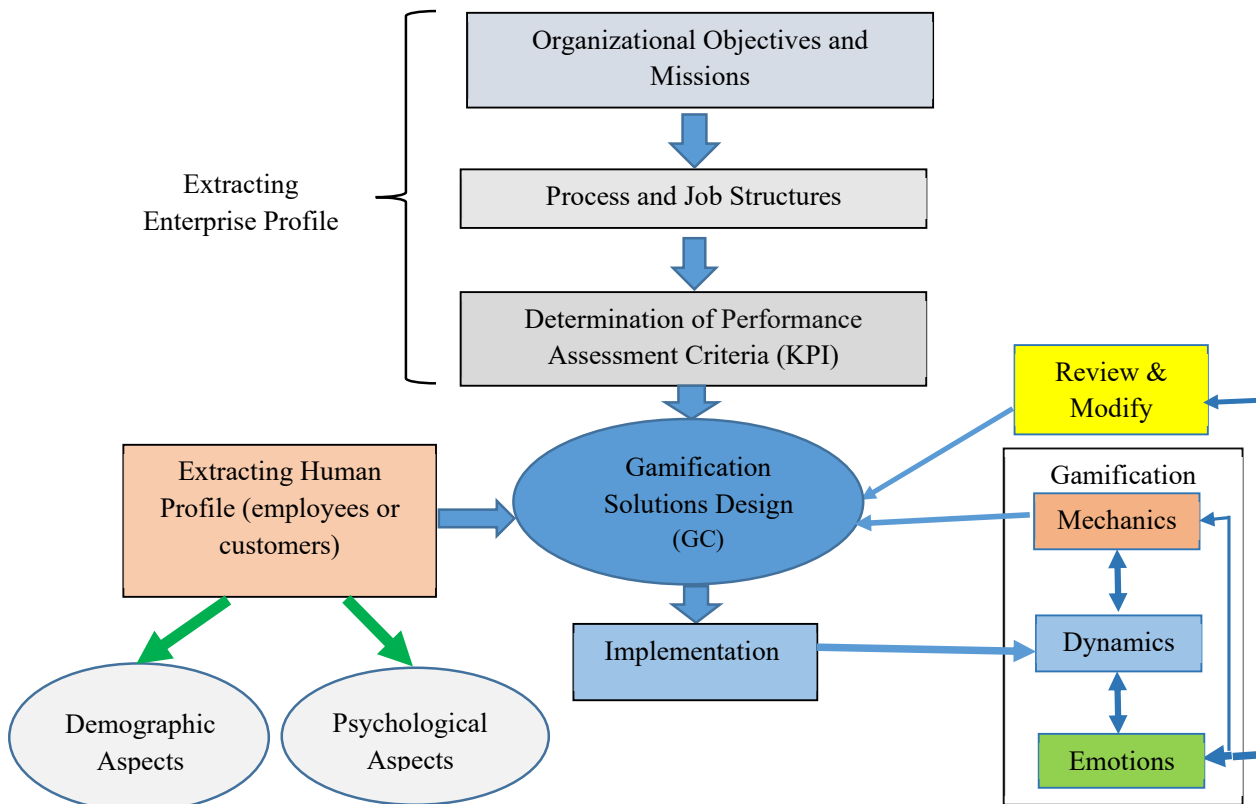 Organizational Objectives and
Missions
Extracting
Enterprise Profile
Process and Job Structures
Determination of Performance
Assessment Criteria (KPI)
Review &
Modify
Extracting Human
Profile (employees or
customers)
Gamification
Solutions Design
(GC)
Gamification
Mechanics
Implementation
Dynamics
Demographic
Aspects
Psychological
Aspects
Emotions